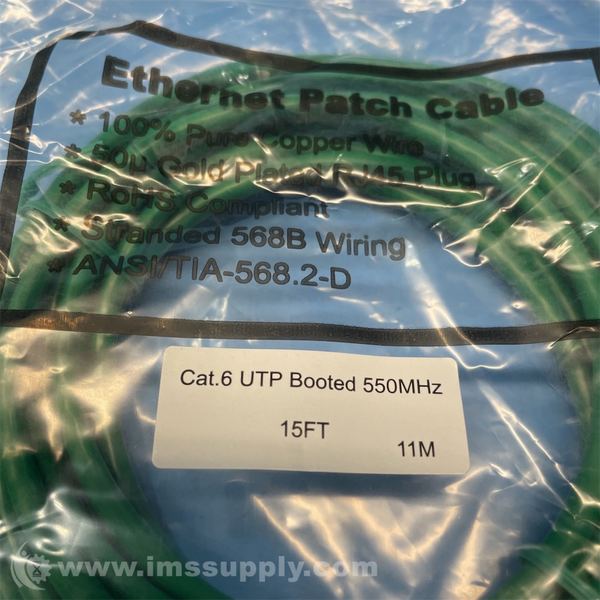 Ethernet Patch Cable
* 100% Pure Copper Wire
* 50μ Gold Plated RJ45 Plug
* RoHS Compliant
* Stranded 568B Wiring
* ANSI/TIA-568.2-D
Cat.6 UTP Booted 550MHz
15FT
11M
www.imssupply.com